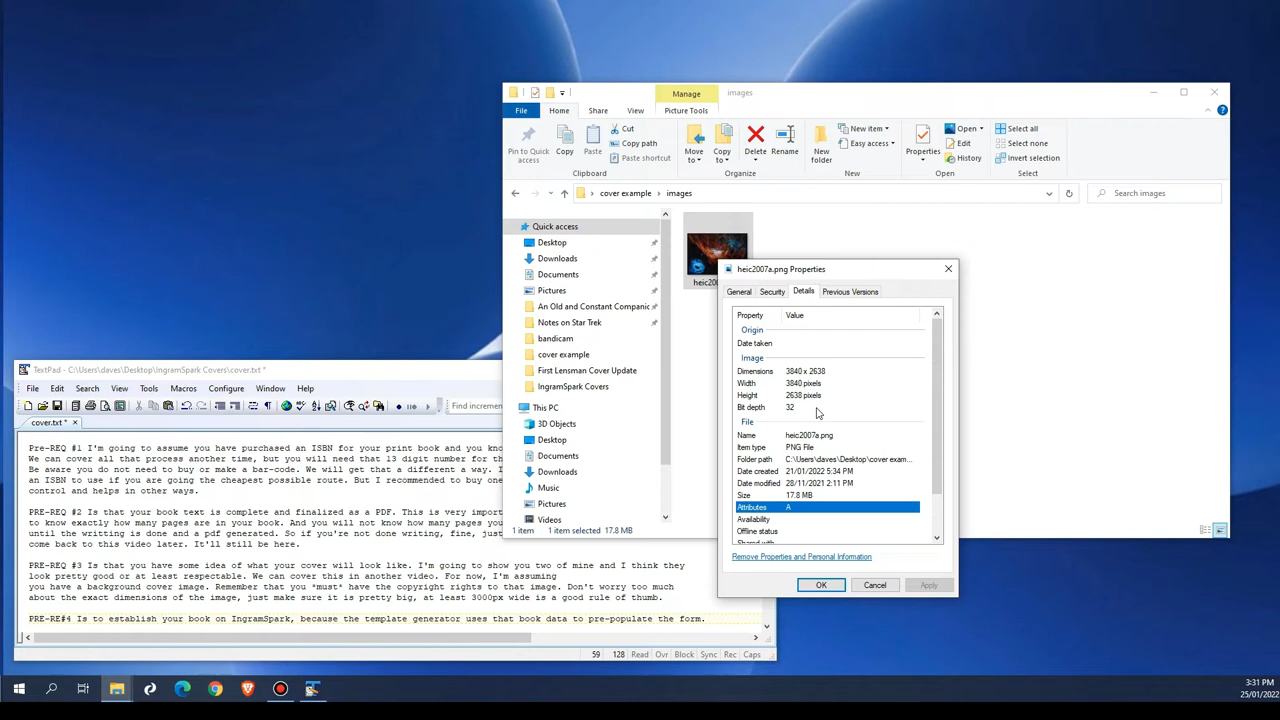 Manage
images
File
Home
Share
View
Picture Tools
Pin to Quick access
Copy
Paste
Cut
Copy path
Paste shortcut
Clipboard
Move to
Copy to
Delete
Rename
Organize
New folder
New item
Easy access
New
Properties
Open
Edit
History
Open
Select all
Select none
Invert selection
Select
cover example
images
Search images
Quick access
Desktop
Downloads
Documents
Pictures
An Old and Constant Companic
Notes on Star Trek
bandicam
cover example
First Lensman Cover Update
IngramSpark Covers
This PC
3D Objects
Desktop
Documents
Downloads
Music
Pictures
Videos
1 item
1 item selected
17.8 MB
heic200
heic2007a.png Properties
General
Security
Details
Previous Versions
Property
Value
Origin
Date taken
Image
Dimensions 3840 x 2638
Width 3840 pixels
Height 2638 pixels
Bit depth 32
File
Name heic2007a.png
Item type PNG File
Folder path C:\Users\daves\Desktop\cover exam...
Date created 21/01/2022 5:34 PM
Date modified 28/11/2021 2:11 PM
Size 17.8 MB
Attributes A
Availability
Offline status
Shared with
Remove Properties and Personal Information
OK
Cancel
Apply
TextPad - C:\Users\daves\Desktop\IngramSpark Covers\cover.txt *
File
Edit
Search
View
Tools
Macros
Configure
Window
Help
Find incremen
cover.txt *
Pre-REQ #1 I'm going to assume you have purchased an ISBN for your print book and you kno
We can cover all that process another time, but you will need that 13 digit number for th
Be aware you do not need to buy or make a bar-code. We will get that a different way. I
an ISBN to use if you are going the cheapest possible route. But I recommended to buy one
control and helps in other ways.
PRE-REQ #2 Is that your book text is complete and finalized as a PDF. This is very import
to know exactly how many pages are in your book. And you will not know how many pages you
until the writting is done and a pdf generated. So if you're not done writing, fine, just
come back to this video later. It'll still be here.
PRE-REQ #3 Is that you have some idea of what your cover will look like. I'm going to show you two of mine and I think they
look pretty good or at least respectable. We can cover this in another video. For now, I'm assuming
you have a background cover image. Remember that you *must* have the copyright rights to that image. Don't worry too much
about the exact dimensions of the image, just make sure it is pretty big, at least 3000px wide is a good rule of thumb.
PRE-RE#4 Is to establish your book on IngramSpark, because the template generator uses that book data to pre-populate the form.
59
128
Read
Ovr
Block
Sync
Rec
Caps
3:31 PM
25/01/2022